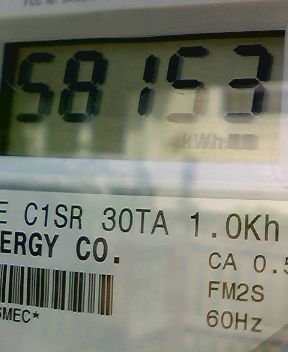 58153
kWh
E C1SR 30TA 1.0Kh
ERGY CO.
CA 0.5
FM2S
60Hz
SMEC*